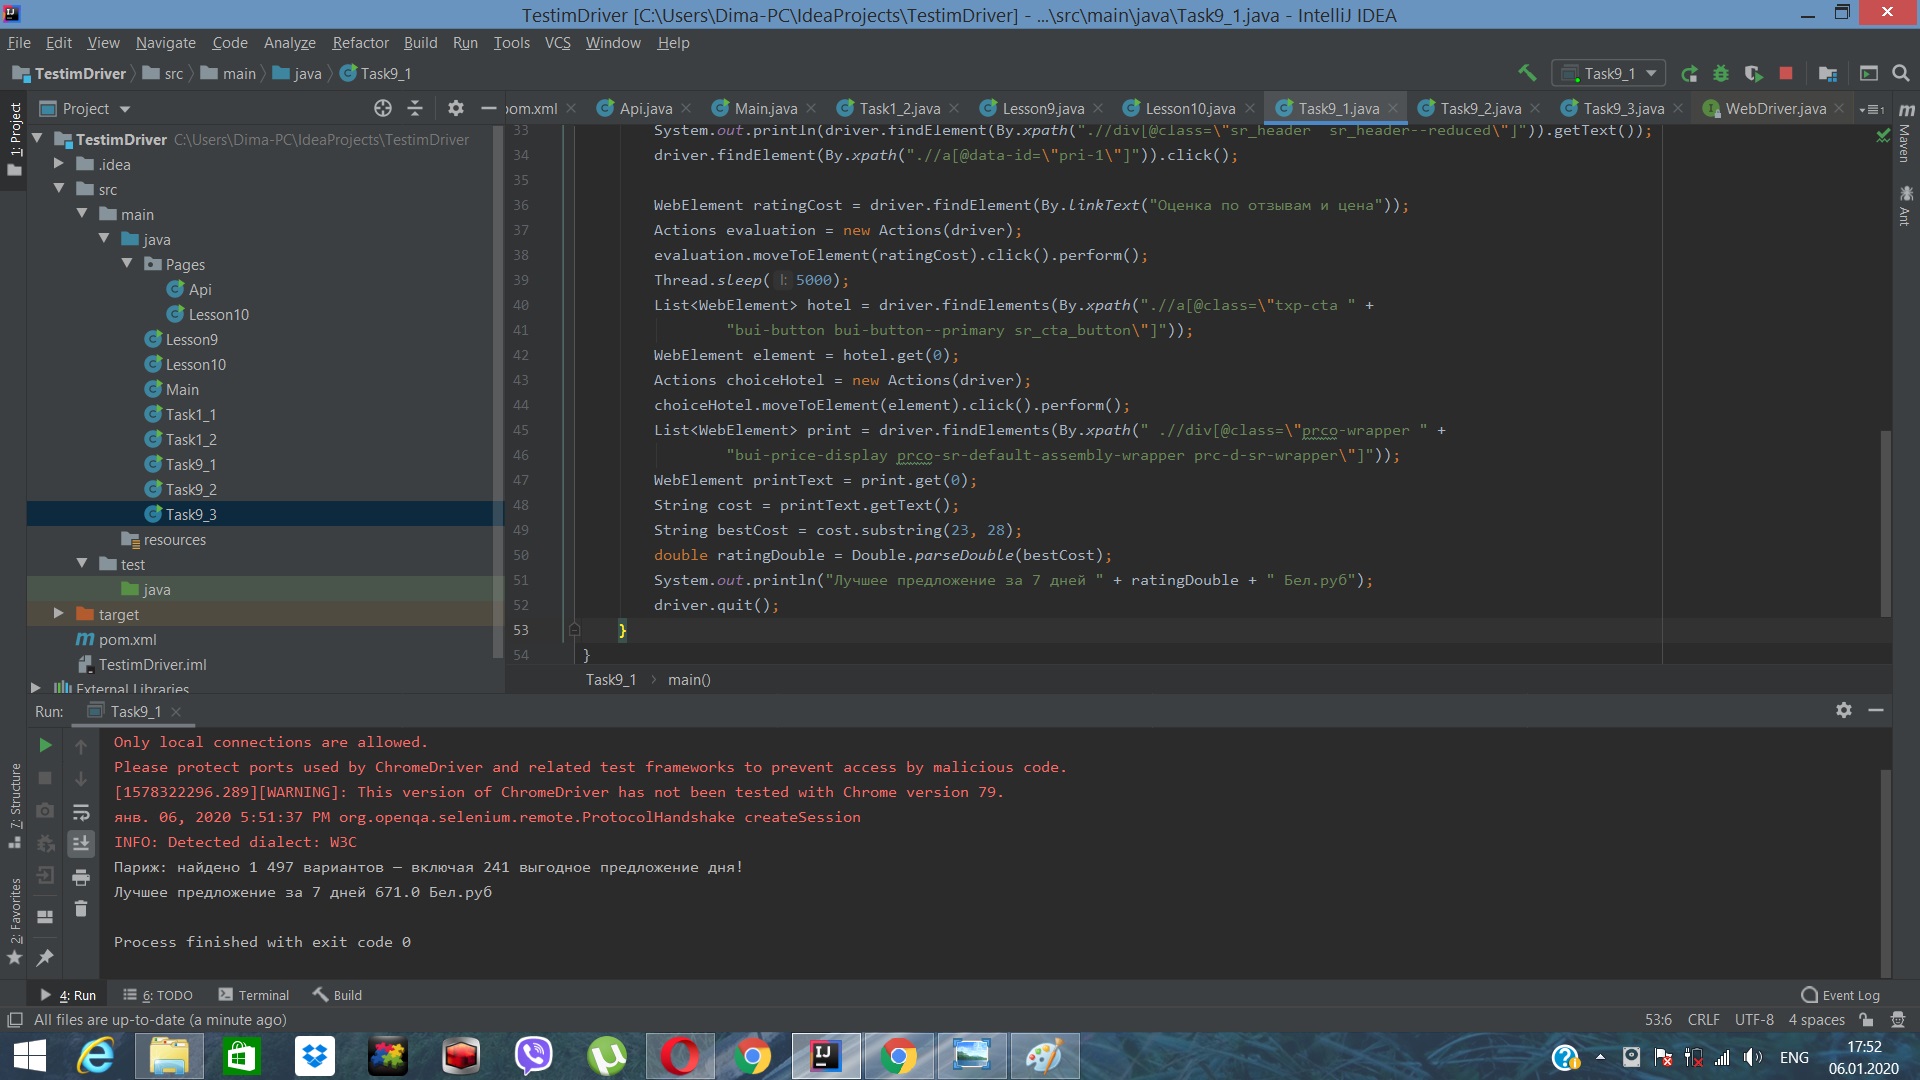 TestimDriver [C:\Users\Dima-PC\IdeaProjects\TestimDriver] - ...\src\main\java\Task9_1.java - IntelliJ IDEA
File Edit View Navigate Code Analyze Refactor Build Run Tools VCS Window Help
TestimDriver src main java Task9_1
Task9_1
1: Project
Project
pom.xml Api.java Main.java Task1_2.java Lesson9.java Lesson10.java Task9_1.java Task9_2.java Task9_3.java WebDriver.java
TestimDriver C:\Users\Dima-PC\IdeaProjects\TestimDriver
.idea
src
main
java
Pages
Api
Lesson10
Lesson9
Lesson10
Main
Task1_1
Task1_2
Task9_1
Task9_2
Task9_3
resources
test
java
target
pom.xml
TestimDriver.iml
External Libraries
33 System.out.println(driver.findElement(By.xpath(".//div[@class=\"sr_header  sr_header--reduced\"]")).getText());
34 driver.findElement(By.xpath(".//a[@data-id=\"pri-1\"]")).click();
35
36 WebElement ratingCost = driver.findElement(By.linkText("Оценка по отзывам и цена"));
37 Actions evaluation = new Actions(driver);
38 evaluation.moveToElement(ratingCost).click().perform();
39 Thread.sleep( l: 5000);
40 List<WebElement> hotel = driver.findElements(By.xpath(".//a[@class=\"txp-cta " +
41 "bui-button bui-button--primary sr_cta_button\"]"));
42 WebElement element = hotel.get(0);
43 Actions choiceHotel = new Actions(driver);
44 choiceHotel.moveToElement(element).click().perform();
45 List<WebElement> print = driver.findElements(By.xpath(" .//div[@class=\"prco-wrapper " +
46 "bui-price-display prco-sr-default-assembly-wrapper prc-d-sr-wrapper\"]"));
47 WebElement printText = print.get(0);
48 String cost = printText.getText();
49 String bestCost = cost.substring(23, 28);
50 double ratingDouble = Double.parseDouble(bestCost);
51 System.out.println("Лучшее предложение за 7 дней " + ratingDouble + " Бел.руб");
52 driver.quit();
53 }
54 }
Task9_1 main()
Maven
Ant
Run: Task9_1
Only local connections are allowed.
Please protect ports used by ChromeDriver and related test frameworks to prevent access by malicious code.
[1578322296.289][WARNING]: This version of ChromeDriver has not been tested with Chrome version 79.
янв. 06, 2020 5:51:37 PM org.openqa.selenium.remote.ProtocolHandshake createSession
INFO: Detected dialect: W3C
Париж: найдено 1 497 вариантов — включая 241 выгодное предложение дня!
Лучшее предложение за 7 дней 671.0 Бел.руб
Process finished with exit code 0
Z: Structure
2: Favorites
4: Run 6: TODO Terminal Build Event Log
All files are up-to-date (a minute ago) 53:6 CRLF UTF-8 4 spaces
ENG 17:52
06.01.2020